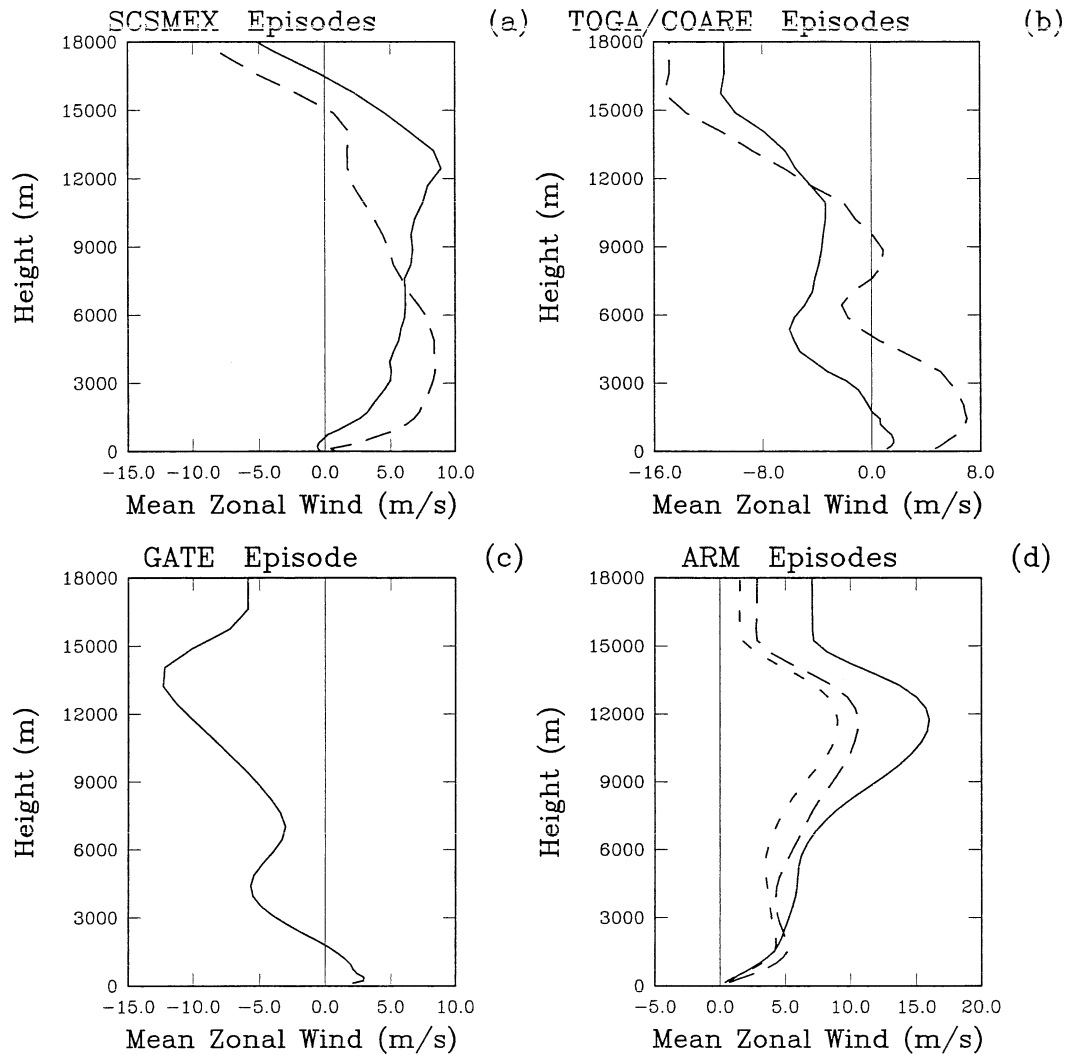 SCSMEX Episodes (a)
18000
15000
12000
9000
6000
3000
0
Height (m)
-15.0 -10.0 -5.0 0.0 5.0 10.0
Mean Zonal Wind (m/s)
TOGA/COARE Episodes (b)
18000
15000
12000
9000
6000
3000
0
Height (m)
-16.0 -8.0 0.0 8.0
Mean Zonal Wind (m/s)
GATE Episode (c)
18000
15000
12000
9000
6000
3000
0
Height (m)
-15.0 -10.0 -5.0 0.0 5.0 10.0
Mean Zonal Wind (m/s)
ARM Episodes (d)
18000
15000
12000
9000
6000
3000
0
Height (m)
-5.0 0.0 5.0 10.0 15.0 20.0
Mean Zonal Wind (m/s)